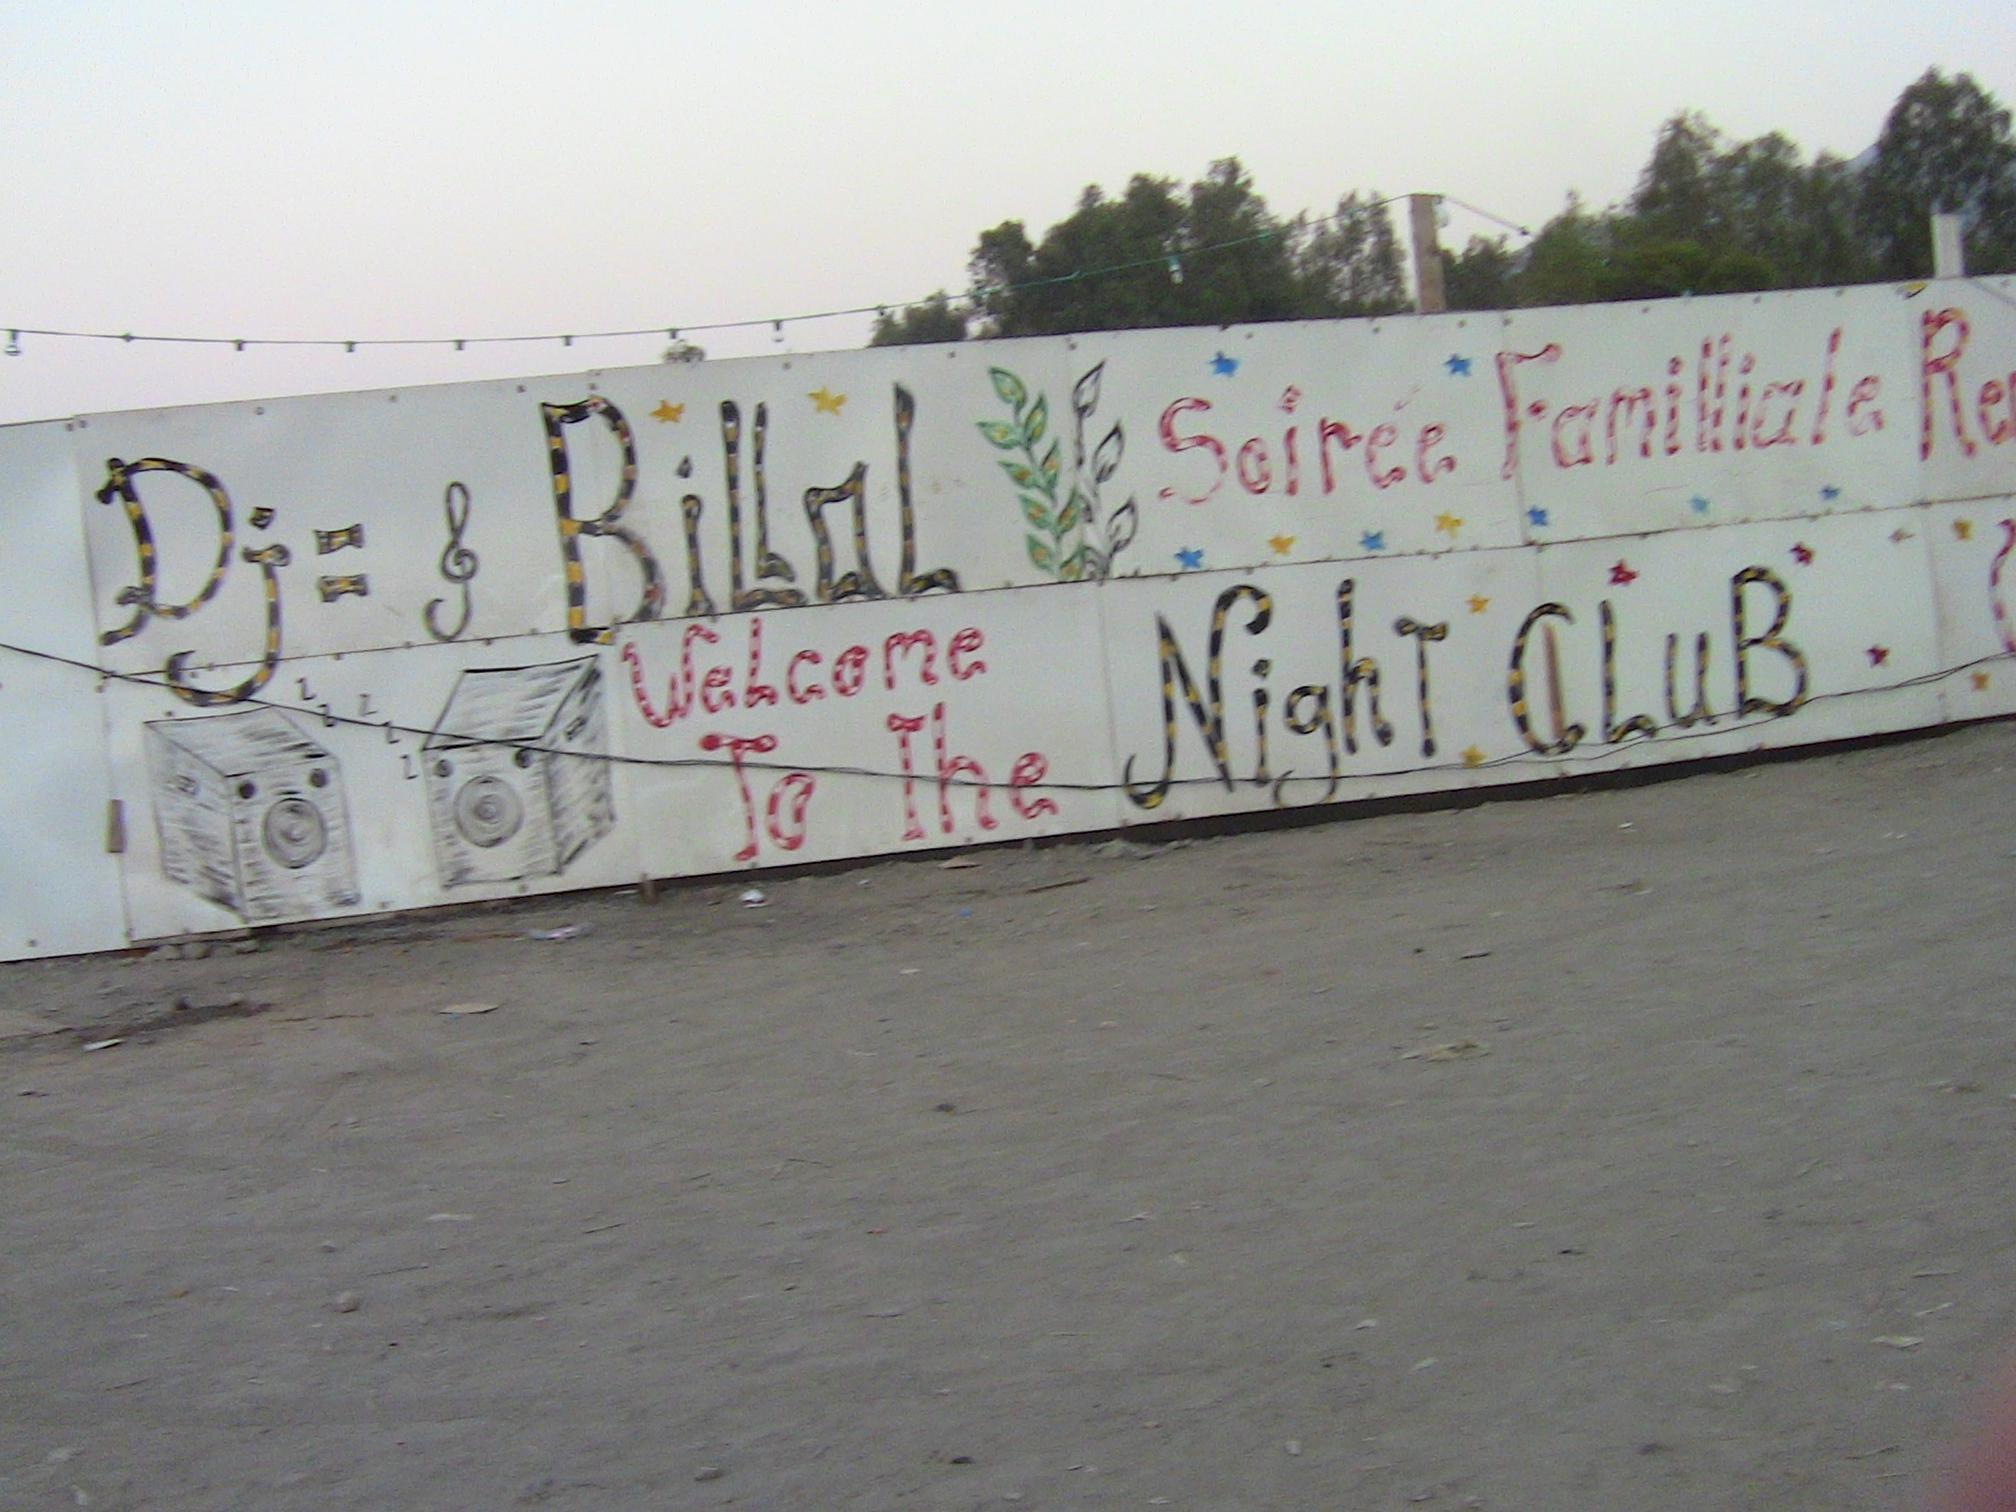 Dj= BiLLaL
Soirée Familliale
Welcome
To The
Night CLuB